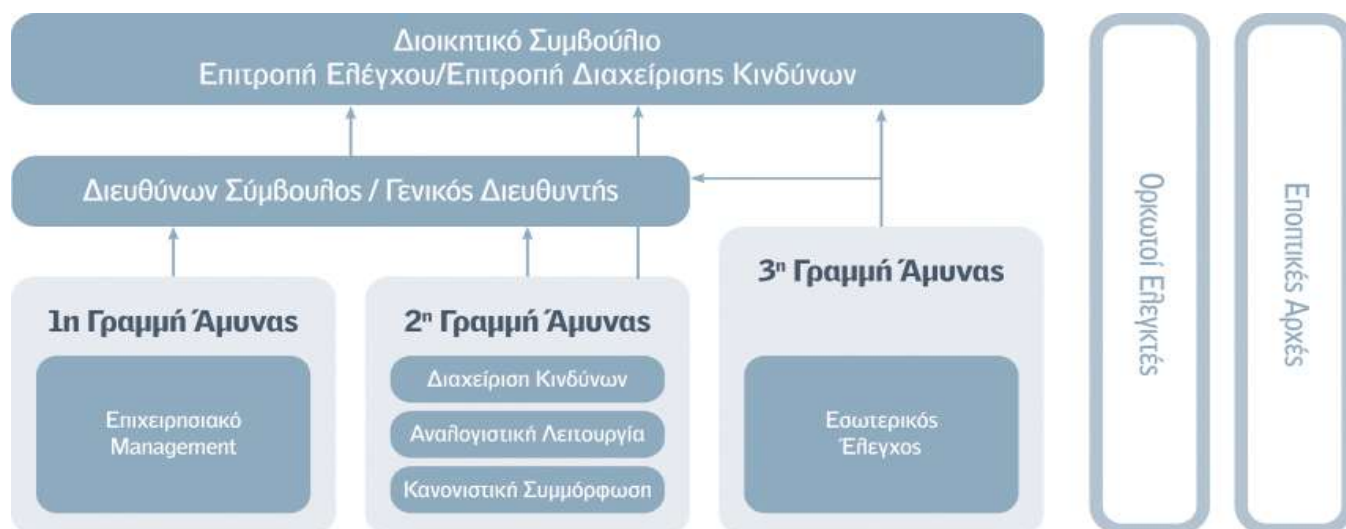 Διοικητικό Συμβούλιο
Επιτροπή Ελέγχου/Επιτροπή Διαχείρισης Κινδύνων
Διευθύνων Σύμβουλος / Γενικός Διευθυντής
1η Γραμμή Άμυνας
Επιχειρησιακό
Management
2η Γραμμή Άμυνας
Διαχείριση Κινδύνων
Αναλογιστική Λειτουργία
Κανονιστική Συμμόρφωση
3η Γραμμή Άμυνας
Εσωτερικός
Έλεγχος
Ορκωτοί Ελεγκτές
Εποπτικές Αρχές